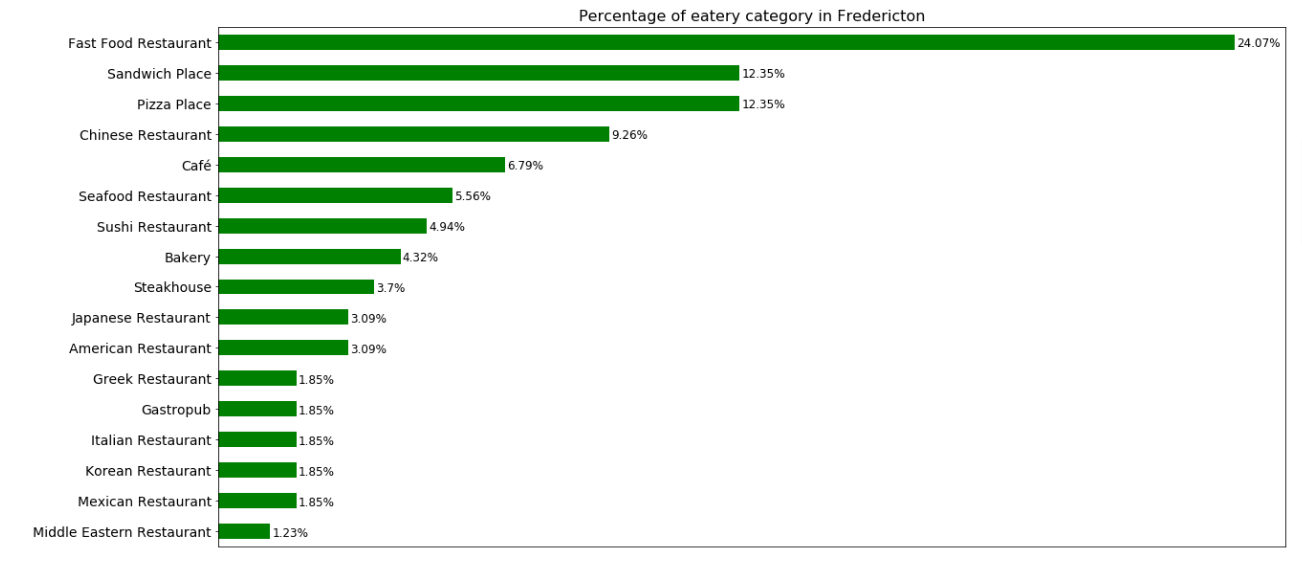 Percentage of eatery category in Fredericton
Fast Food Restaurant 24.07%
Sandwich Place 12.35%
Pizza Place 12.35%
Chinese Restaurant 9.26%
Café 6.79%
Seafood Restaurant 5.56%
Sushi Restaurant 4.94%
Bakery 4.32%
Steakhouse 3.7%
Japanese Restaurant 3.09%
American Restaurant 3.09%
Greek Restaurant 1.85%
Gastropub 1.85%
Italian Restaurant 1.85%
Korean Restaurant 1.85%
Mexican Restaurant 1.85%
Middle Eastern Restaurant 1.23%